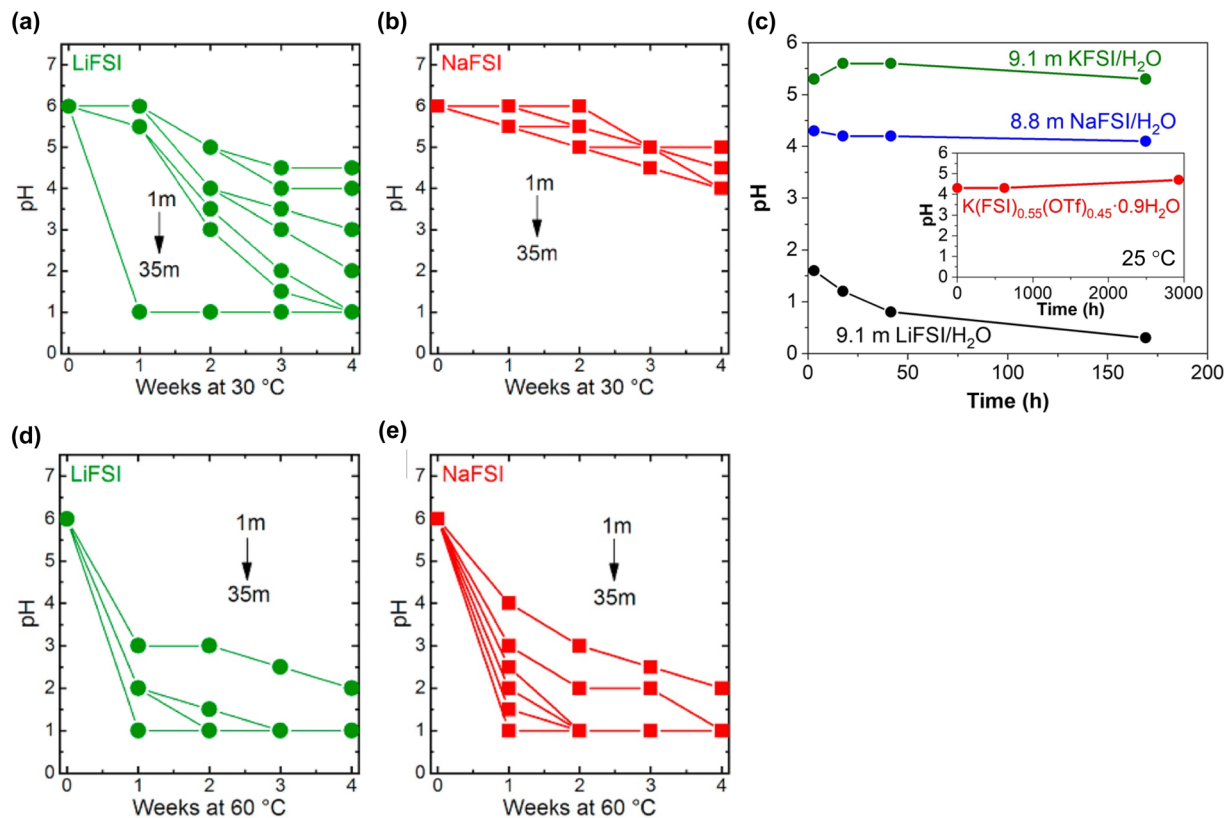 (a)
LiFSI
pH
7
6
5
4
3
2
1
0
1m
35m
0 1 2 3 4
Weeks at 30 °C
(b)
NaFSI
pH
7
6
5
4
3
2
1
0
1m
35m
0 1 2 3 4
Weeks at 30 °C
(c)
pH
6
5
4
3
2
1
0
9.1 m KFSI/H₂O
8.8 m NaFSI/H₂O
pH
6
5
4
3
2
1
0
K(FSI)₀.₅₅(OTf)₀.₄₅·0.9H₂O
25 °C
0 1000 2000 3000
Time (h)
9.1 m LiFSI/H₂O
0 50 100 150 200
Time (h)
(d)
LiFSI
pH
7
6
5
4
3
2
1
0
1m
35m
0 1 2 3 4
Weeks at 60 °C
(e)
NaFSI
pH
7
6
5
4
3
2
1
0
1m
35m
0 1 2 3 4
Weeks at 60 °C